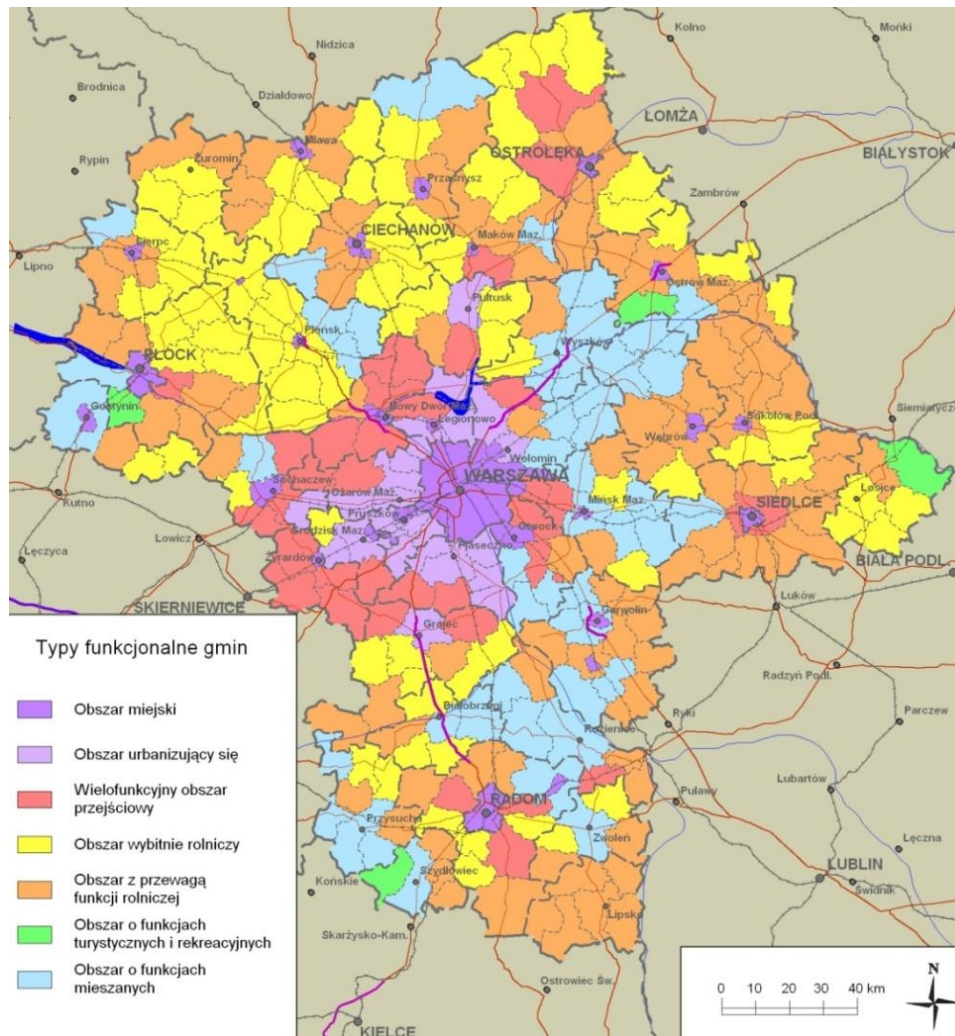 Kolno
Mońki
Nidzica
Brodnica
Działdowo
ŁOMŻA
BIAŁYSTOK
Mława
OSTROŁĘKA
Rypin
Żuromin
Przasnysz
Zambrów
CIECHANÓW
Sierpc
Maków Maz.
Lipno
Ostrów Maz.
Pułtusk
Płońsk
Wyszków
PŁOCK
Siemiatycze
Gostynin
Nowy Dwór Maz.
Legionowo
Sokołów Podl.
Węgrów
Wołomin
WARSZAWA
Łosice
Kutno
Sochaczew
Ożarów Maz.
Mińsk Maz.
SIEDLCE
Pruszków
Otwock
Łowicz
Grodzisk Maz.
Łęczyca
Piaseczno
Żyrardów
BIAŁA PODL.
SKIERNIEWICE
Łuków
Garwolin
Grójec
Typy funkcjonalne gmin
Radzyń Podl.
Obszar miejski
Białobrzegi
Ryki
Parczew
Kozienice
Obszar urbanizujący się
Lubartów
Wielofunkcyjny obszar
przejściowy
RADOM
Puławy
Przysucha
Zwoleń
Obszar wybitnie rolniczy
Łęczna
Szydłowiec
LUBLIN
Końskie
Świdnik
Obszar z przewagą
funkcji rolniczej
Lipsko
Skarżysko-Kam.
Obszar o funkcjach
turystycznych i rekreacyjnych
Obszar o funkcjach
mieszanych
Ostrowiec Św.
N
0 10 20 30 40 km
KIELCE